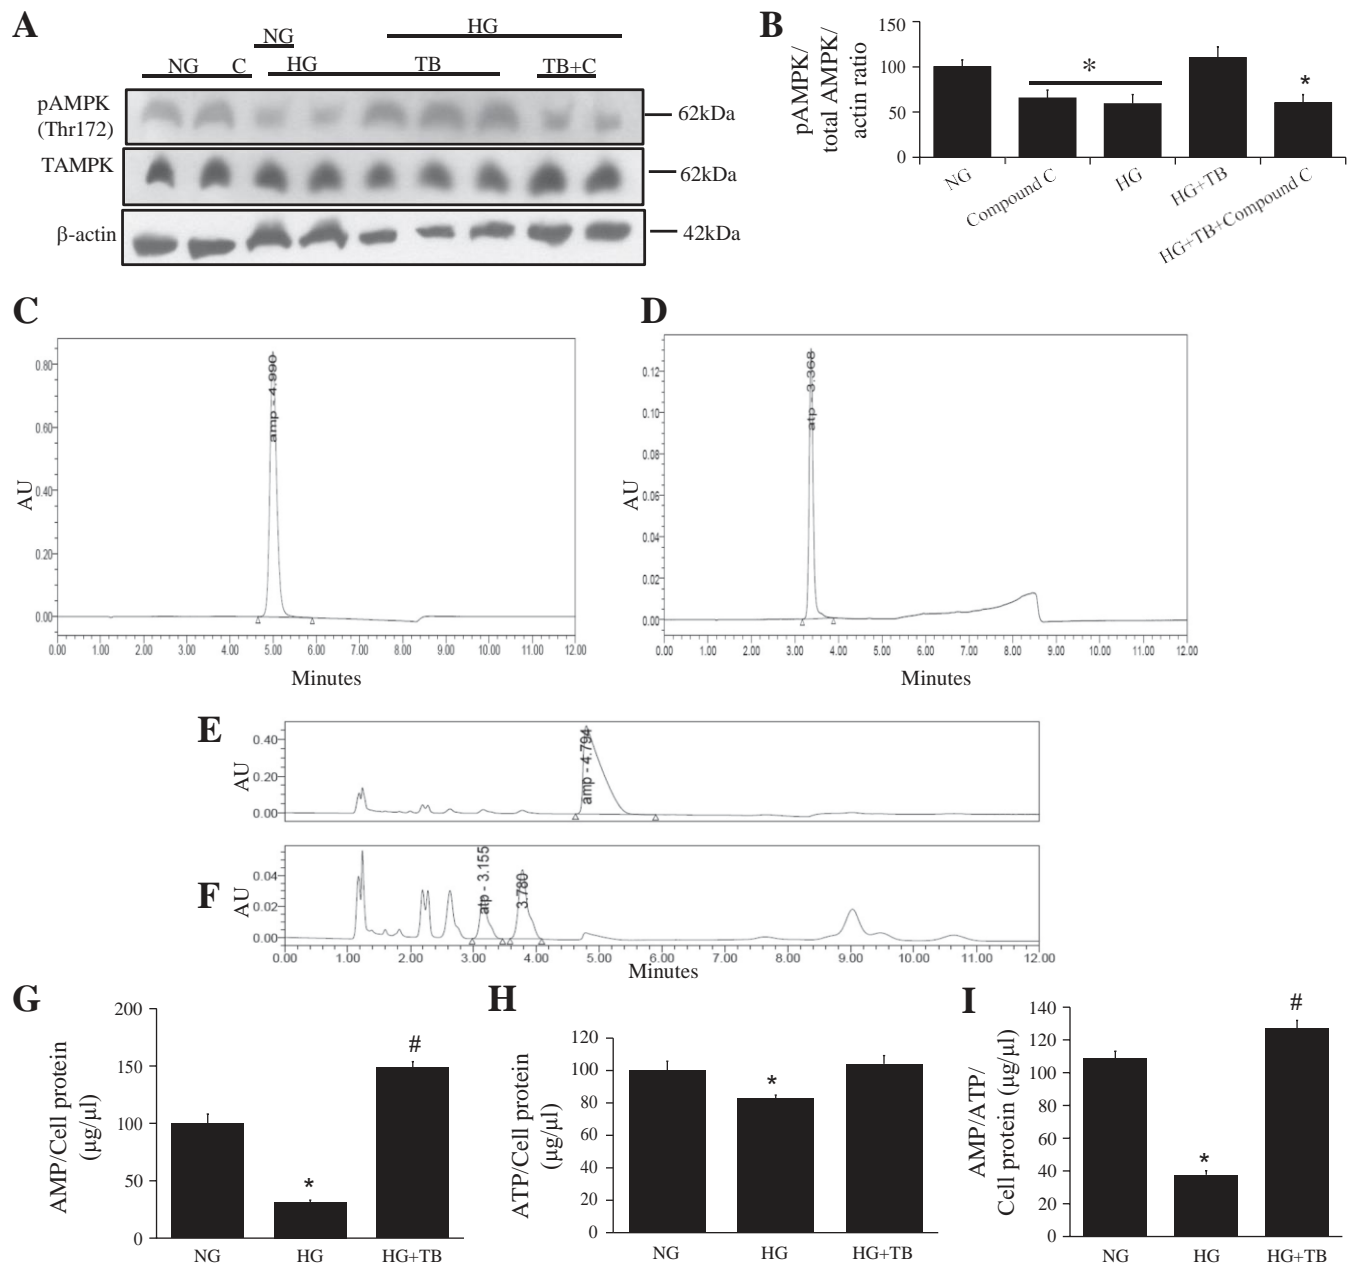 A
NG
HG
NG C HG TB TB+C
pAMPK
(Thr172)
62kDa
TAMPK
62kDa
β-actin
42kDa
B
pAMPK/
total AMPK/
actin ratio
150
100
50
0
*
*
NG
Compound C
HG
HG+TB
HG+TB+Compound C
C
AU
0.80
0.60
0.40
0.20
0.00
amp - 4.990
0.00 1.00 2.00 3.00 4.00 5.00 6.00 7.00 8.00 9.00 10.00 11.00 12.00
Minutes
D
AU
0.12
0.10
0.08
0.06
0.04
0.02
0.00
atp - 3.368
0.00 1.00 2.00 3.00 4.00 5.00 6.00 7.00 8.00 9.00 10.00 11.00 12.00
Minutes
E
AU
0.40
0.20
0.00
amp - 4.794
F
AU
0.04
0.02
0.00
atp - 3.155
3.780
0.00 1.00 2.00 3.00 4.00 5.00 6.00 7.00 8.00 9.00 10.00 11.00 12.00
Minutes
G
AMP/Cell protein
(µg/µl)
200
150
100
50
0
*
#
NG HG HG+TB
H
ATP/Cell protein
(µg/µl)
120
100
80
60
40
20
0
*
NG HG HG+TB
I
AMP/ATP/
Cell protein (µg/µl)
140
120
100
80
60
40
20
0
*
#
NG HG HG+TB